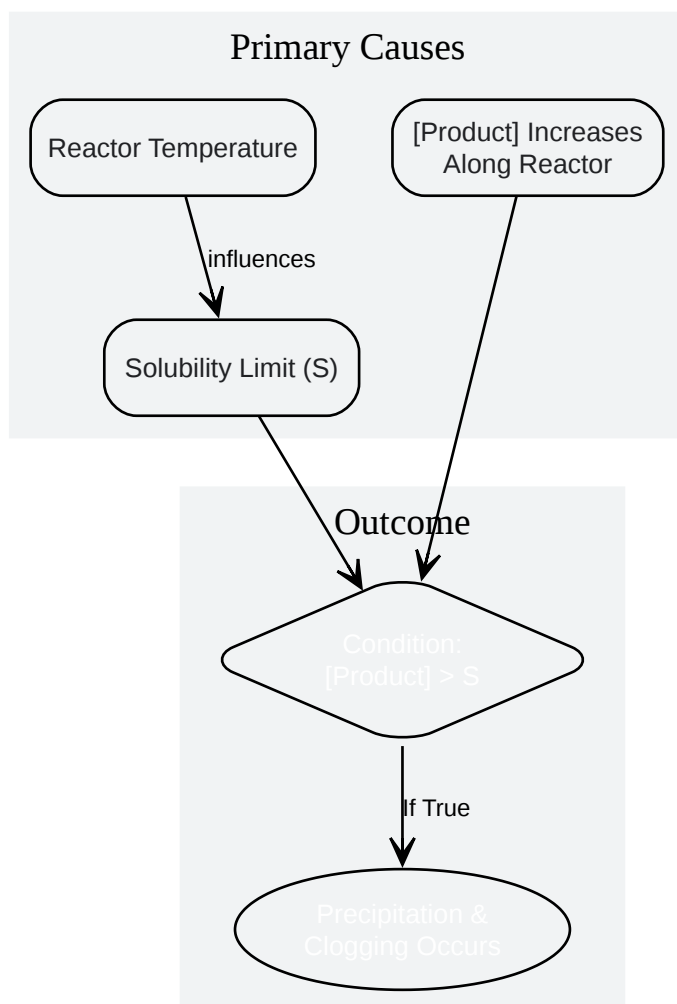 Primary Causes
Reactor Temperature
[Product] Increases
Along Reactor
influences
Solubility Limit (S)
Outcome
Condition:
[Product] > S
If True
Precipitation &
Clogging Occurs